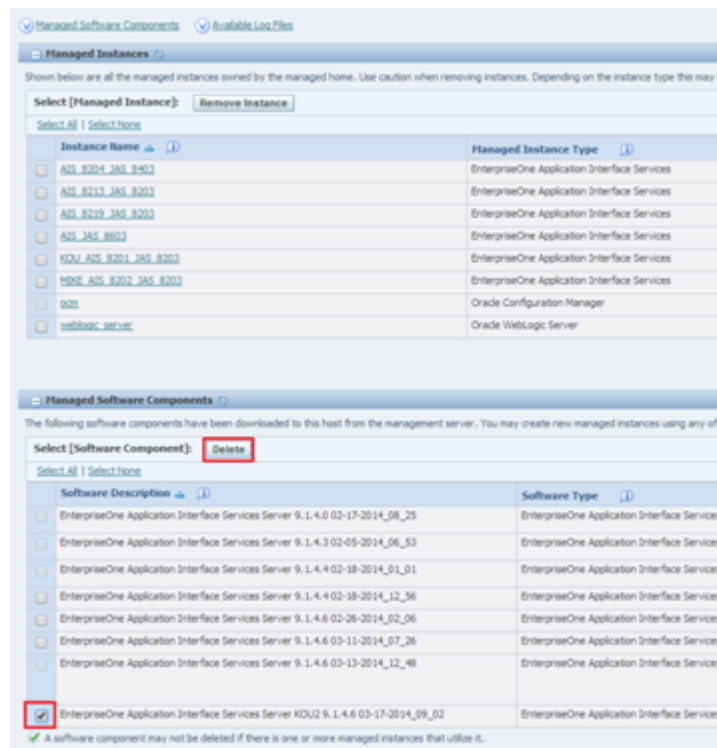 Managed Software Components Available Log Files
Managed Instances
Shown below are all the managed instances owned by the managed home. Use caution when removing instances. Depending on the instance type this may
Select [Managed Instance]: Remove Instance
Select All | Select None
Instance Name Managed Instance Type
AIS_8204_JAS_8403 EnterpriseOne Application Interface Services
AIS_8213_JAS_8203 EnterpriseOne Application Interface Services
AIS_8219_JAS_8203 EnterpriseOne Application Interface Services
AIS_JAS_8603 EnterpriseOne Application Interface Services
KOU_AIS_8201_JAS_8203 EnterpriseOne Application Interface Services
MIKE_AIS_8202_JAS_8203 EnterpriseOne Application Interface Services
ocm Oracle Configuration Manager
weblogic_server Oracle WebLogic Server
Managed Software Components
The following software components have been downloaded to this host from the management server. You may create new managed instances using any of
Select [Software Component]: Delete
Select All | Select None
Software Description Software Type
EnterpriseOne Application Interface Services Server 9.1.4.0 02-17-2014_08_25 EnterpriseOne Application Interface Service
EnterpriseOne Application Interface Services Server 9.1.4.3 02-05-2014_06_53 EnterpriseOne Application Interface Service
EnterpriseOne Application Interface Services Server 9.1.4.4 02-18-2014_01_01 EnterpriseOne Application Interface Service
EnterpriseOne Application Interface Services Server 9.1.4.4 02-18-2014_12_56 EnterpriseOne Application Interface Service
EnterpriseOne Application Interface Services Server 9.1.4.6 02-26-2014_02_06 EnterpriseOne Application Interface Service
EnterpriseOne Application Interface Services Server 9.1.4.6 03-11-2014_07_26 EnterpriseOne Application Interface Service
EnterpriseOne Application Interface Services Server 9.1.4.6 03-13-2014_12_48 EnterpriseOne Application Interface Service
EnterpriseOne Application Interface Services Server KOU2 9.1.4.6 03-17-2014_09_02 EnterpriseOne Application Interface Service
A software component may not be deleted if there is one or more managed instances that utilize it.